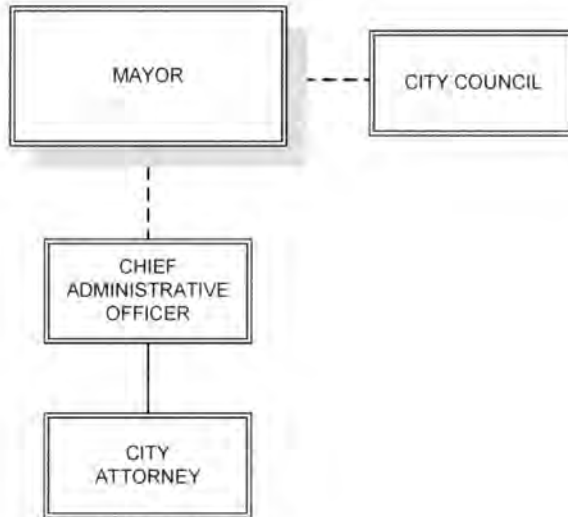 MAYOR
CITY COUNCIL
CHIEF
ADMINISTRATIVE
OFFICER
CITY
ATTORNEY